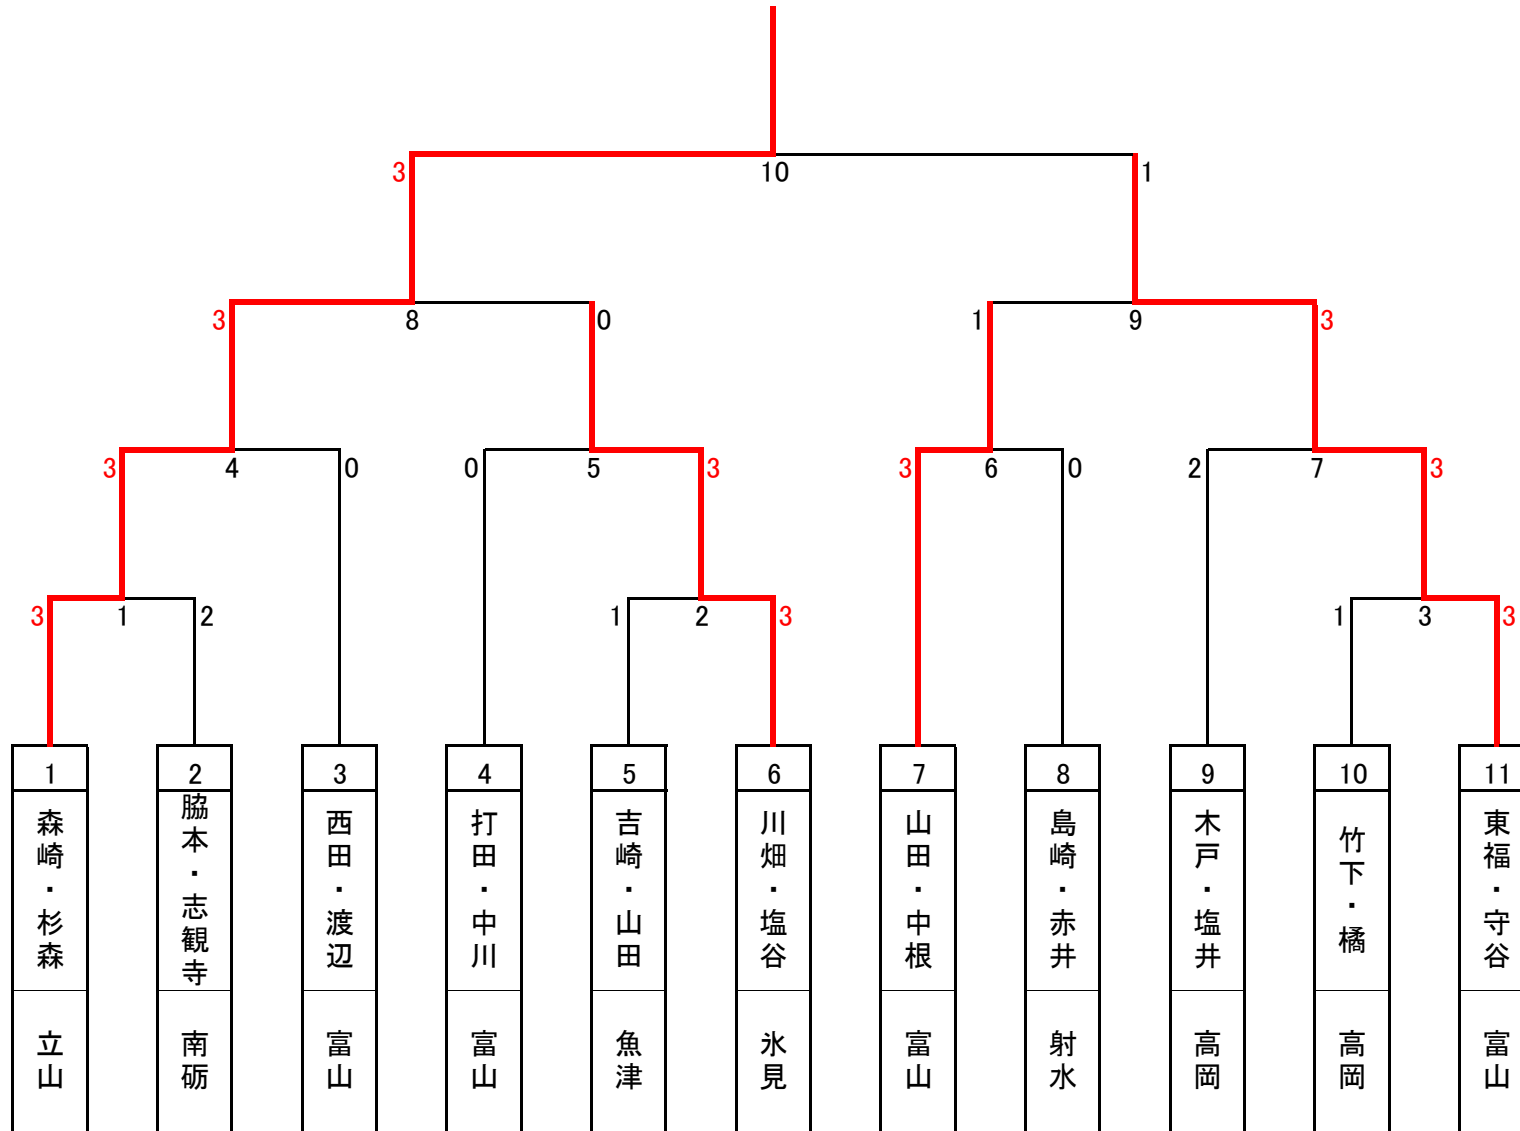 3 10 1
3 8 0 1 9 3
3 4 0 0 5 3 3 6 0 2 7 3
3 1 2 1 2 3 1 3 3
1 2 3 4 5 6 7 8 9 10 11
森崎・杉森
脇本・志観寺
西田・渡辺
打田・中川
吉崎・山田
川畑・塩谷
山田・中根
島崎・赤井
木戸・塩井
竹下・橘
東福・守谷
立山
南砺
富山
富山
魚津
氷見
富山
射水
高岡
高岡
富山